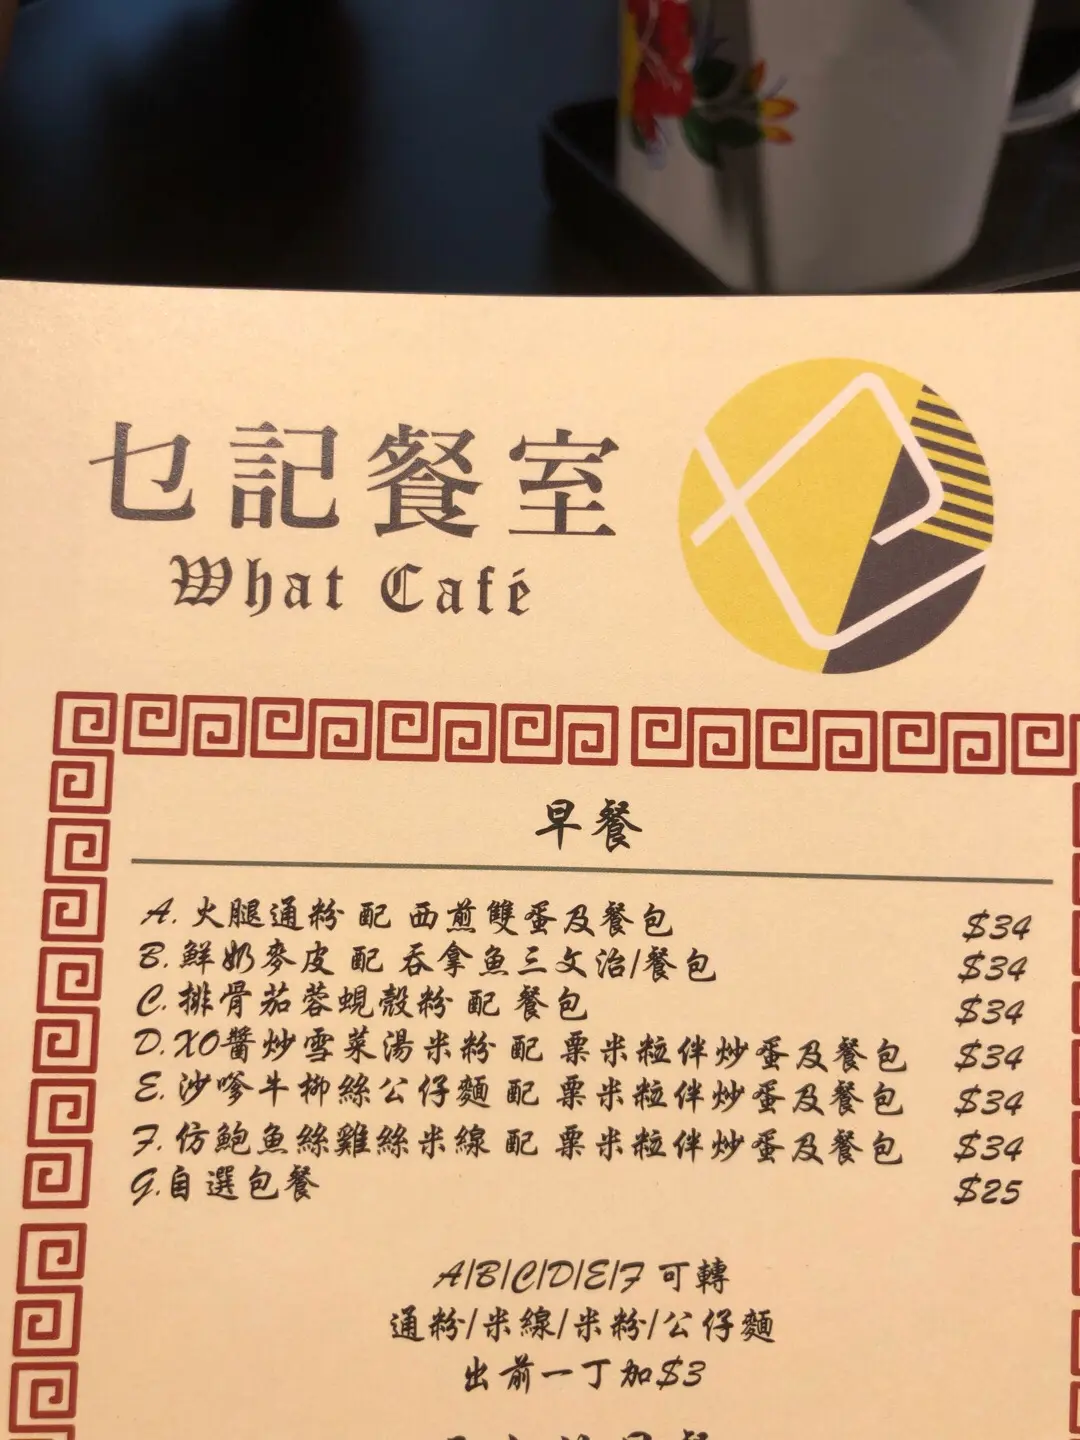 乜記餐室
What Café
早餐
A. 火腿通粉 配 西煎雙蛋及餐包 $34
B. 鮮奶麥皮 配 吞拿魚三文治/餐包 $34
C. 排骨茄蓉蜆殼粉 配 餐包 $34
D. XO醬炒雪菜湯米粉 配 粟米粒伴炒蛋及餐包 $34
E. 沙嗲牛柳絲公仔麵 配 粟米粒伴炒蛋及餐包 $34
F. 仿鮑魚絲雞絲米線 配 粟米粒伴炒蛋及餐包 $34
G. 自選包餐 $25
A/B/C/D/E/F 可轉
通粉/米線/米粉/公仔麵
出前一丁加$3